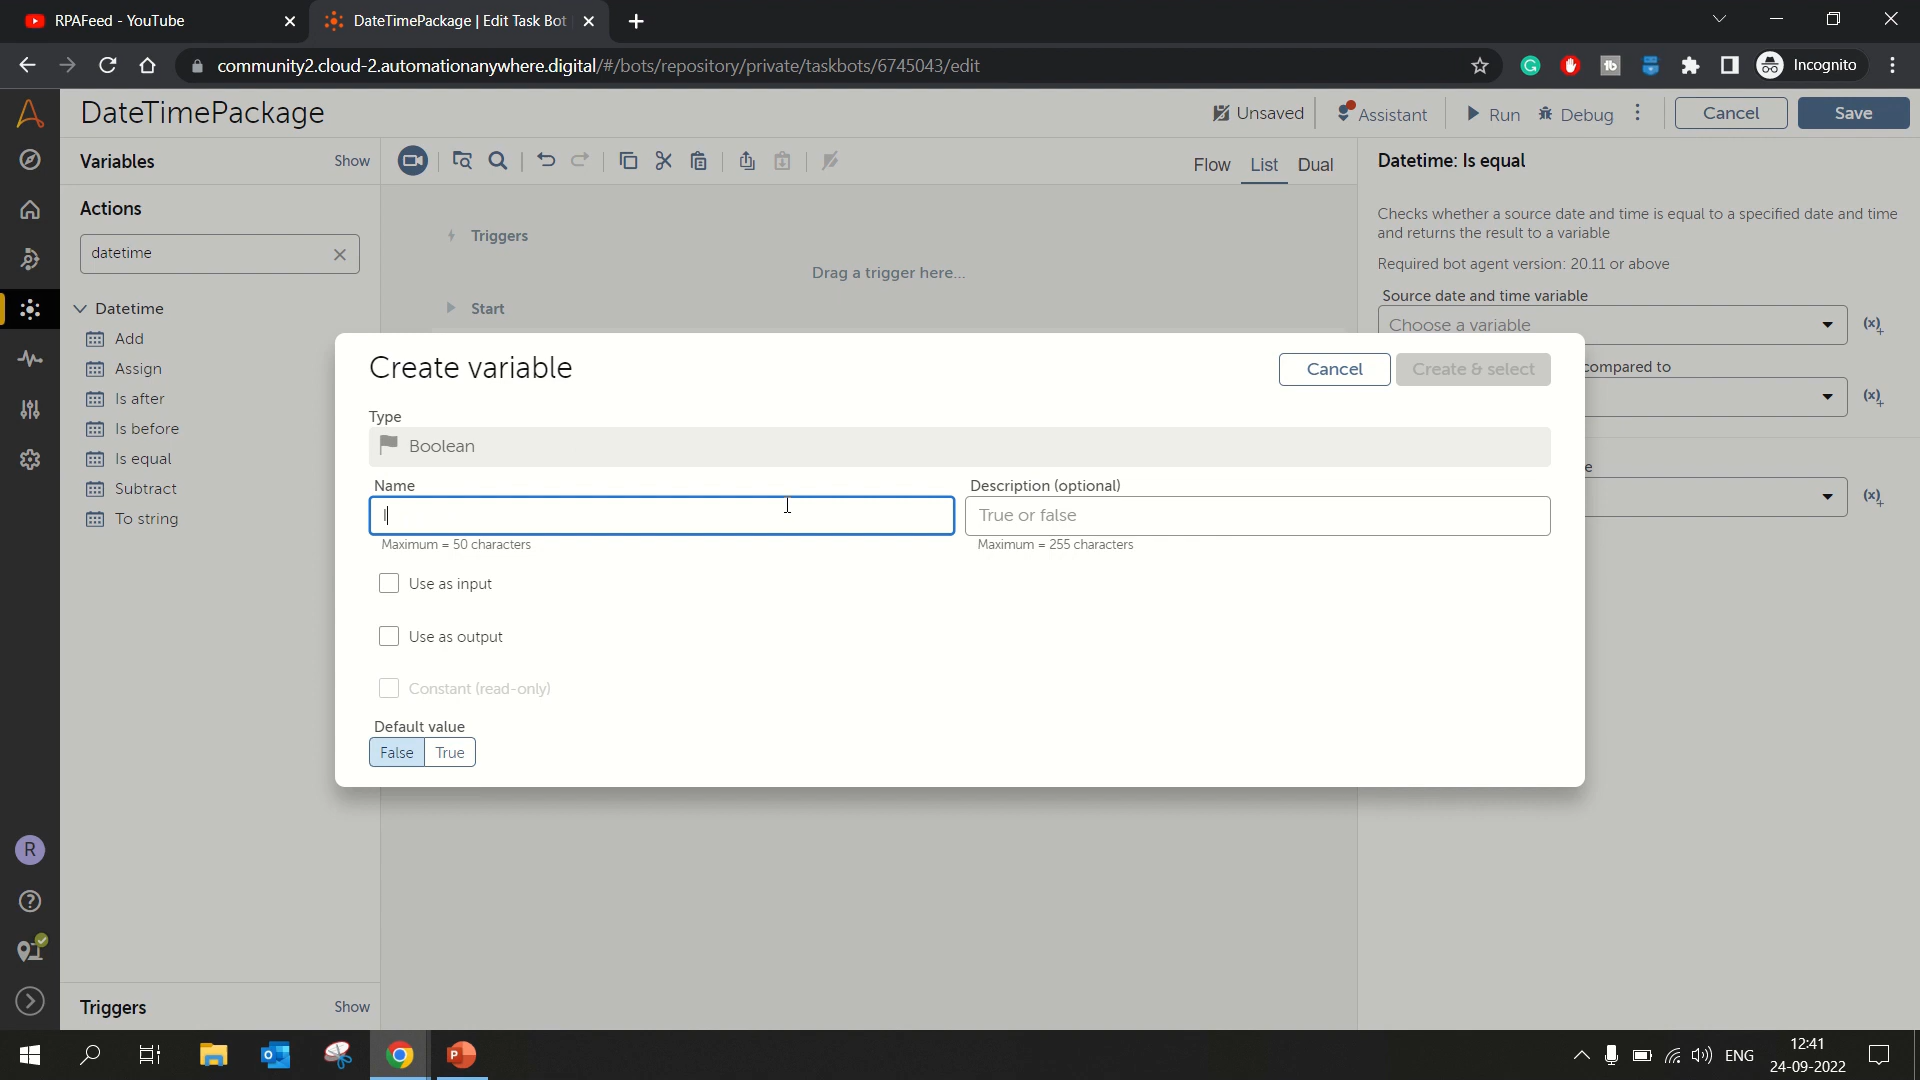 RPAFeed - YouTube
DateTimePackage | Edit Task Bot
community2.cloud-2.automationanywhere.digital/#/bots/repository/private/taskbots/6745043/edit
Incognito
DateTimePackage
Unsaved
Assistant
Run
Debug
Cancel
Save
Variables
Show
Flow
List
Dual
Datetime: Is equal
Actions
Checks whether a source date and time is equal to a specified date and time
and returns the result to a variable
datetime
Triggers
Required bot agent version: 20.11 or above
Drag a trigger here...
Source date and time variable
Datetime
Start
Choose a variable
Add
Assign
Is after
Is before
Is equal
Subtract
To string
compared to
Create variable
Cancel
Create & select
Type
Boolean
Name
Description (optional)
I
True or false
Maximum = 50 characters
Maximum = 255 characters
Use as input
Use as output
Constant (read-only)
Default value
False
True
R
Triggers
Show
ENG
12:41
24-09-2022